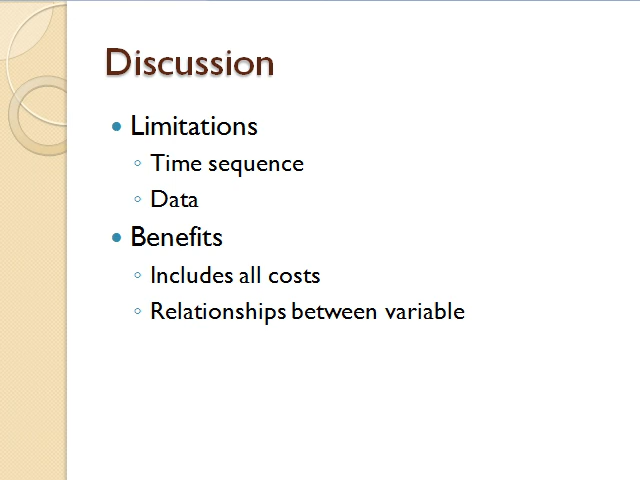 Discussion
Limitations
Time sequence
Data
Benefits
Includes all costs
Relationships between variable